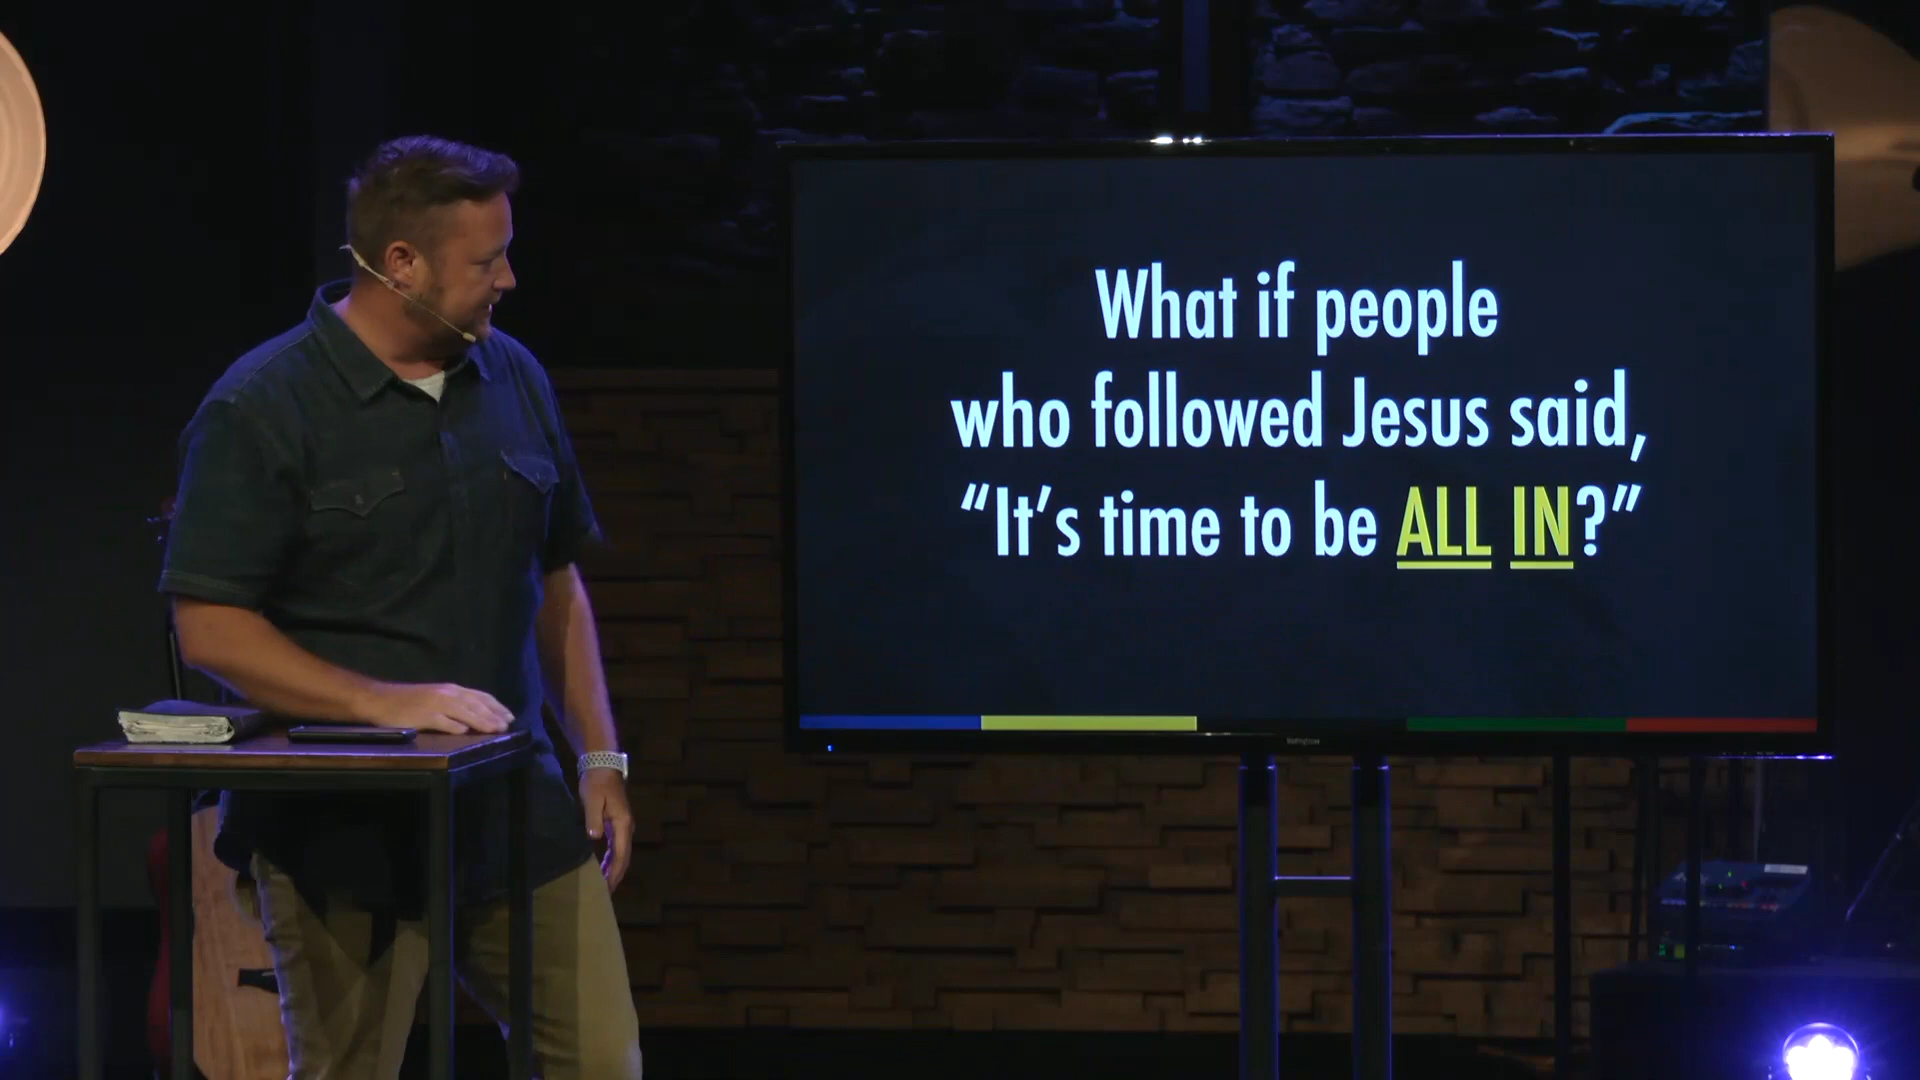 What if people
who followed Jesus said,
“It’s time to be ALL IN?”